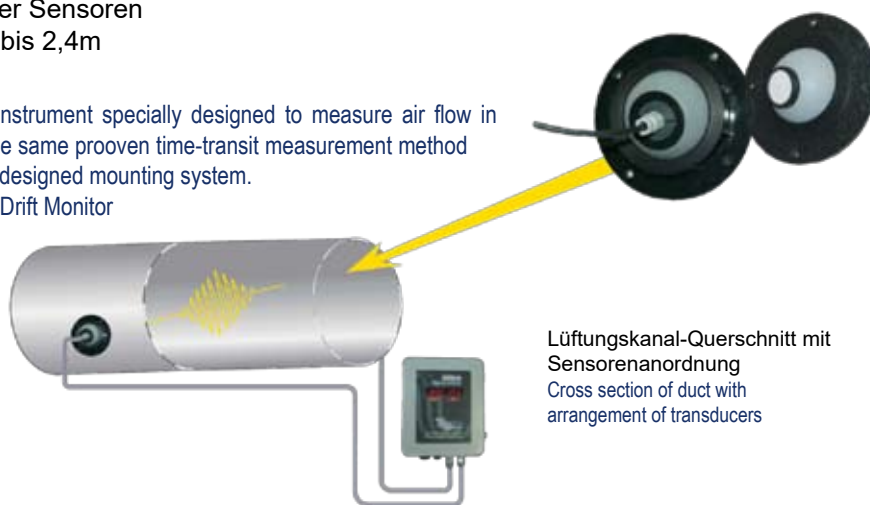 er Sensoren
bis 2,4m
nstrument specially designed to measure air flow in
e same prooven time-transit measurement method
designed mounting system.
Drift Monitor
Lüftungskanal-Querschnitt mit
Sensorenanordnung
Cross section of duct with
arrangement of transducers